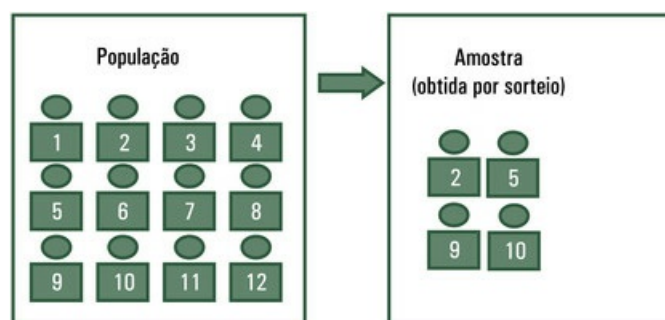 População
1 2 3 4
5 6 7 8
9 10 11 12
Amostra
(obtida por sorteio)
2 5
9 10